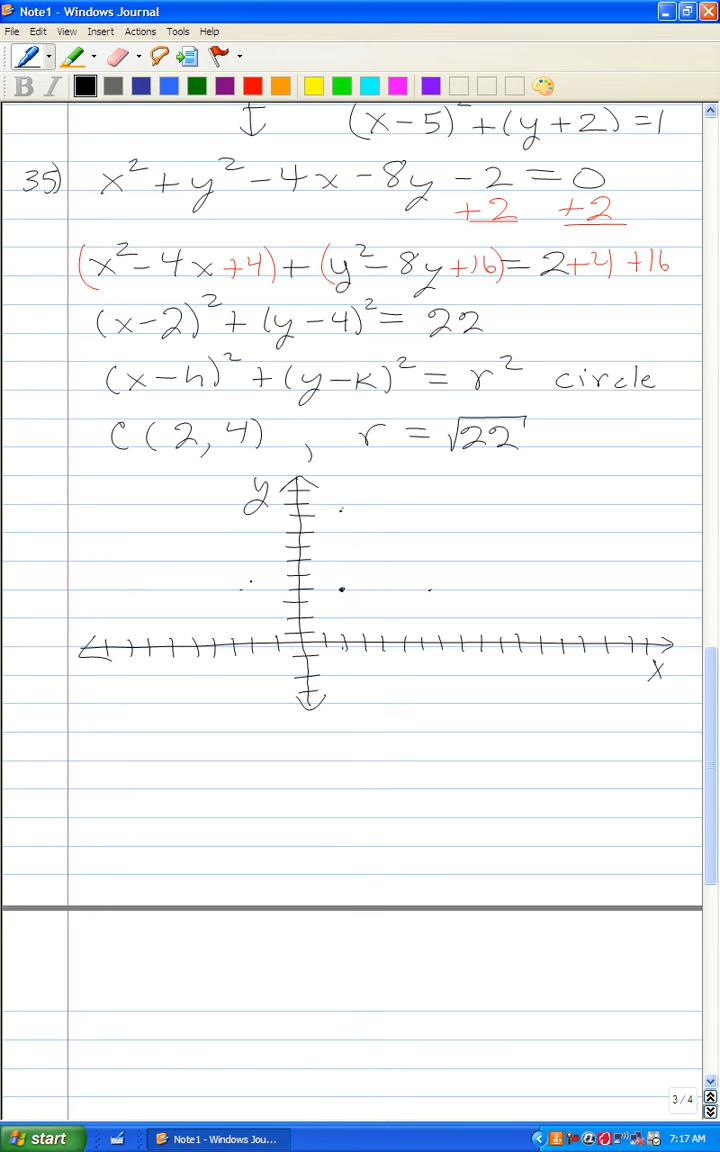 Note1 - Windows Journal
File Edit View Insert Actions Tools Help
B I
(x-5)² + (y+2) = 1
35) x² + y² - 4x - 8y - 2 = 0
+2 +2
(x² - 4x + 4) + (y² - 8y + 16) = 2 + 4 + 16
(x-2)² + (y-4)² = 22
(x-h)² + (y-k)² = r² circle
C(2,4), r = √22
y
x
3 / 4
start Note1 - Windows Jou... 7:17 AM